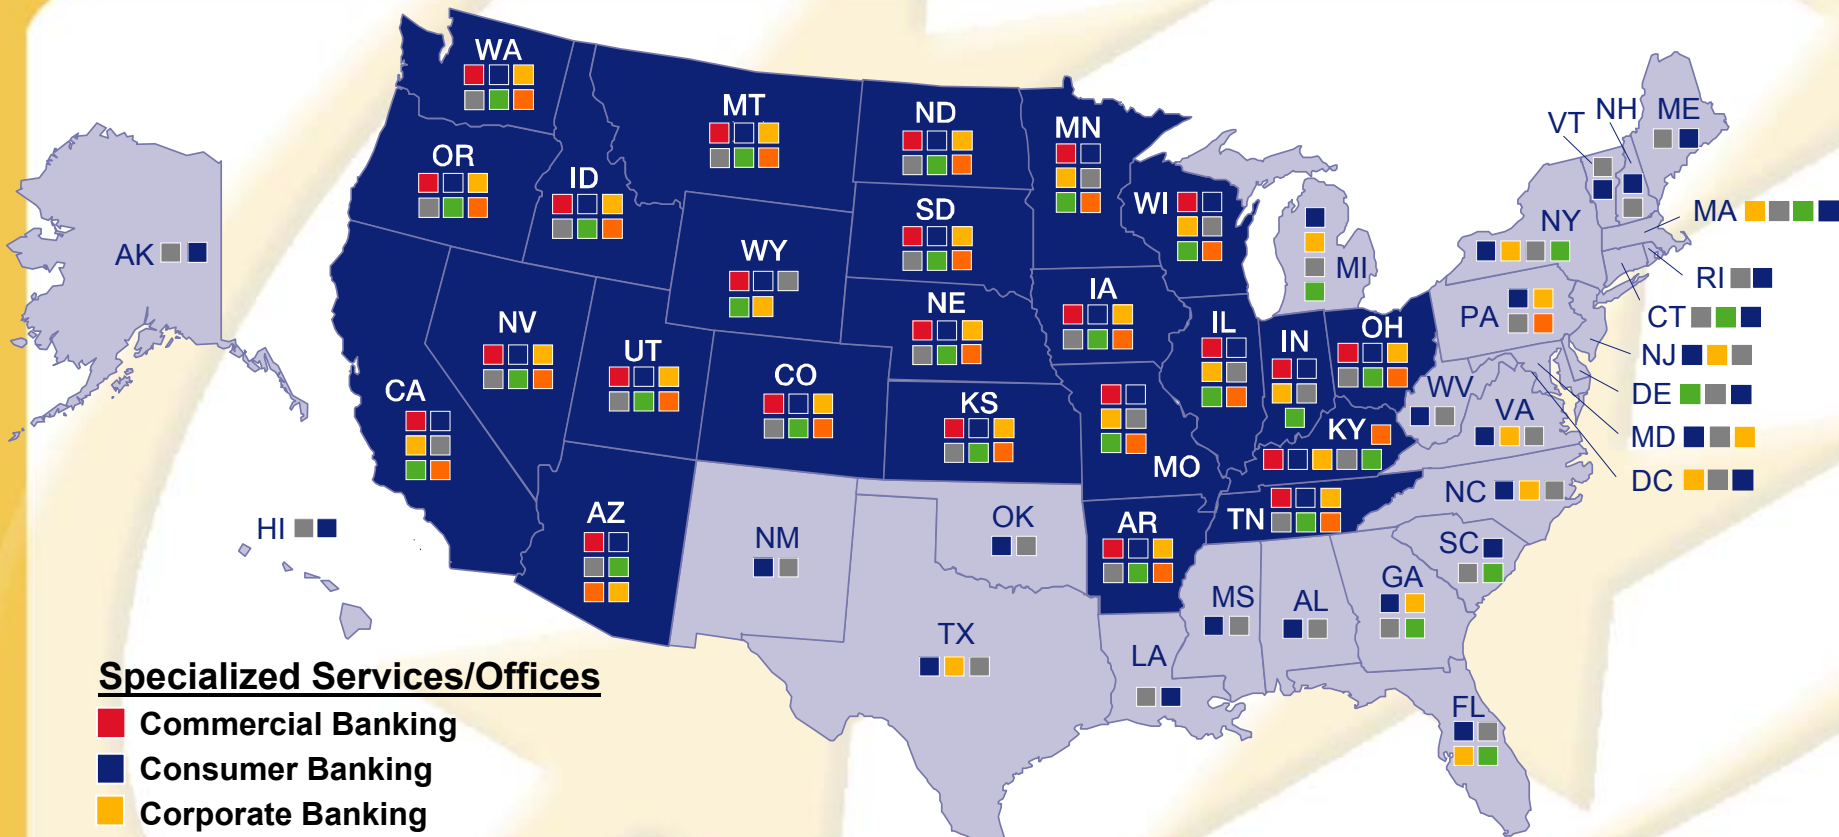 WA
MT
ND
MN
OR
ID
SD
WI
WY
NE
IA
NV
UT
CO
IL
IN
OH
CA
KS
KY
MO
AZ
AR
TN
AK
HI
NM
OK
TX
LA
MS
AL
GA
FL
SC
NC
VA
WV
PA
NY
MI
VT
NH
ME
MA
RI
CT
NJ
DE
MD
DC
Specialized Services/Offices
Commercial Banking
Consumer Banking
Corporate Banking